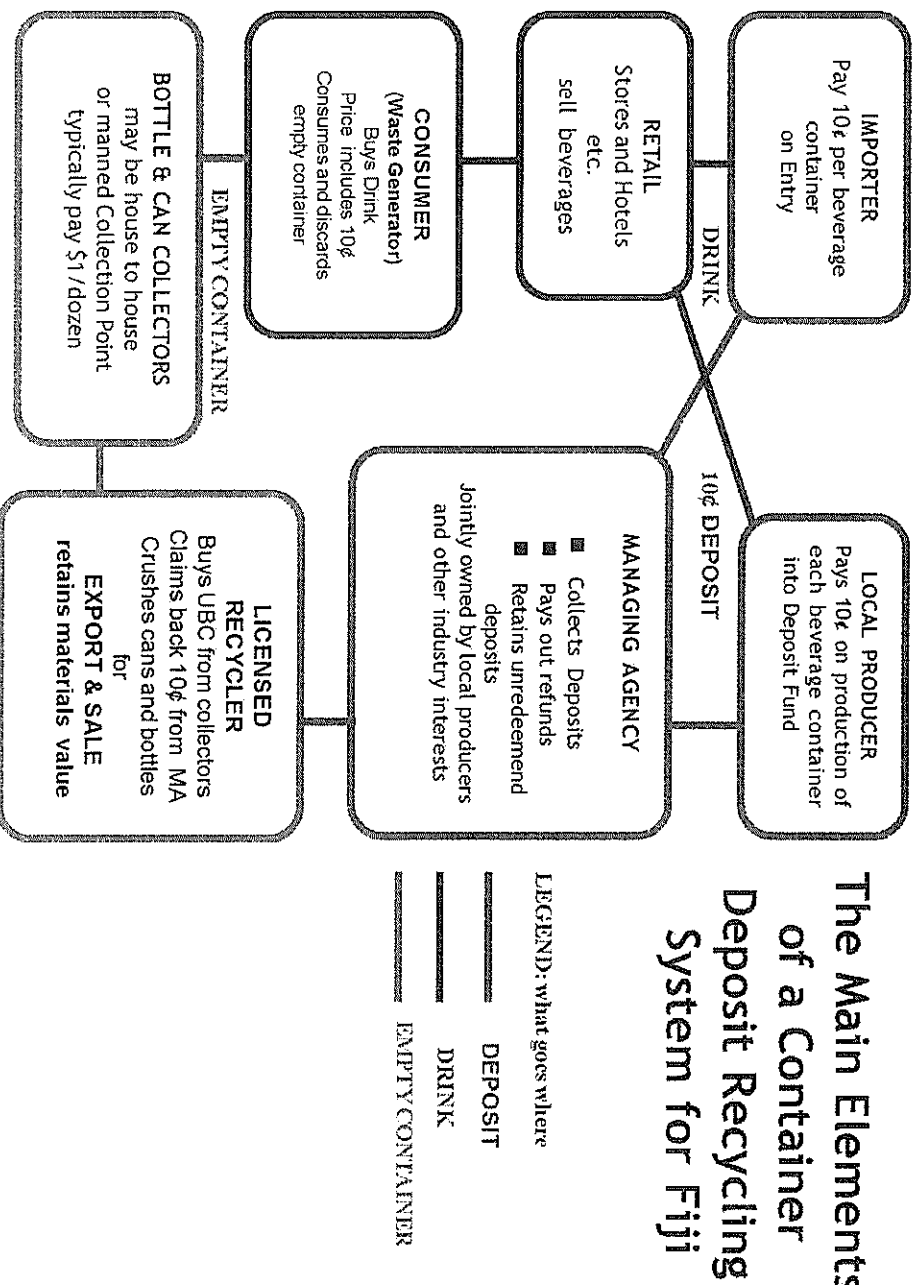 The Main Elements
of a Container
Deposit Recycling
System for Fiji
IMPORTER
Pay 10¢ per beverage
container
on Entry
LOCAL PRODUCER
Pays 10¢ on production of
each beverage container
into Deposit Fund
DRINK
10¢ DEPOSIT
RETAIL
Stores and Hotels
etc.
sell beverages
MANAGING AGENCY
■ Collects Deposits
■ Pays out refunds
■ Retains unredeemend
deposits
Jointly owned by local producers
and other industry interests
CONSUMER
(Waste Generator)
Buys Drink
Price includes 10¢
Consumes and discards
empty container
EMPTY CONTAINER
BOTTLE & CAN COLLECTORS
may be house to house
or manned Collection Point
typically pay $1/dozen
LICENSED
RECYCLER
Buys UBC from collectors
Claims back 10¢ from MA
Crushes cans and bottles
for
EXPORT & SALE
retains materials value
LEGEND: what goes where
DEPOSIT
DRINK
EMPTY CONTAINER